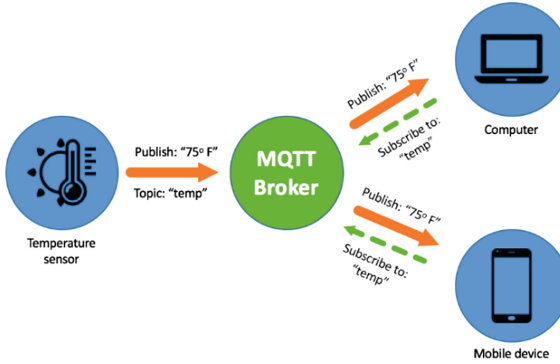 Publish: “75º F”
Topic: “temp”
Temperature
sensor
MQTT
Broker
Publish: “75º F”
Subscribe to:
“temp”
Computer
Publish: “75º F”
Subscribe to:
“temp”
Mobile device